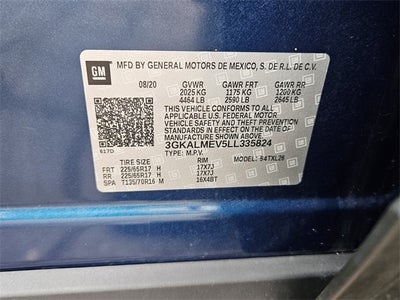 GM
MFD BY GENERAL MOTORS DE MEXICO, S. DE R.L. DE C.V.
08/20 GVWR GAWR FRT GAWR RR
2025 KG 1175 KG 1200 KG
4464 LB 2590 LB 2645 LB
THIS VEHICLE CONFORMS TO ALL
APPLICABLE U.S. FEDERAL MOTOR
VEHICLE SAFETY AND THEFT PREVENTION
STANDARDS IN EFFECT ON THE DATE OF
MANUFACTURE SHOWN ABOVE.
617D
3GKALMEV5LL335824
TYPE: M.P.V. MODEL: 64TXL26
TIRE SIZE RIM
FRT 225/65R17 H 17X7J
RR 225/65R17 H 17X7J
SPA T135/70R16 M 16X4BT